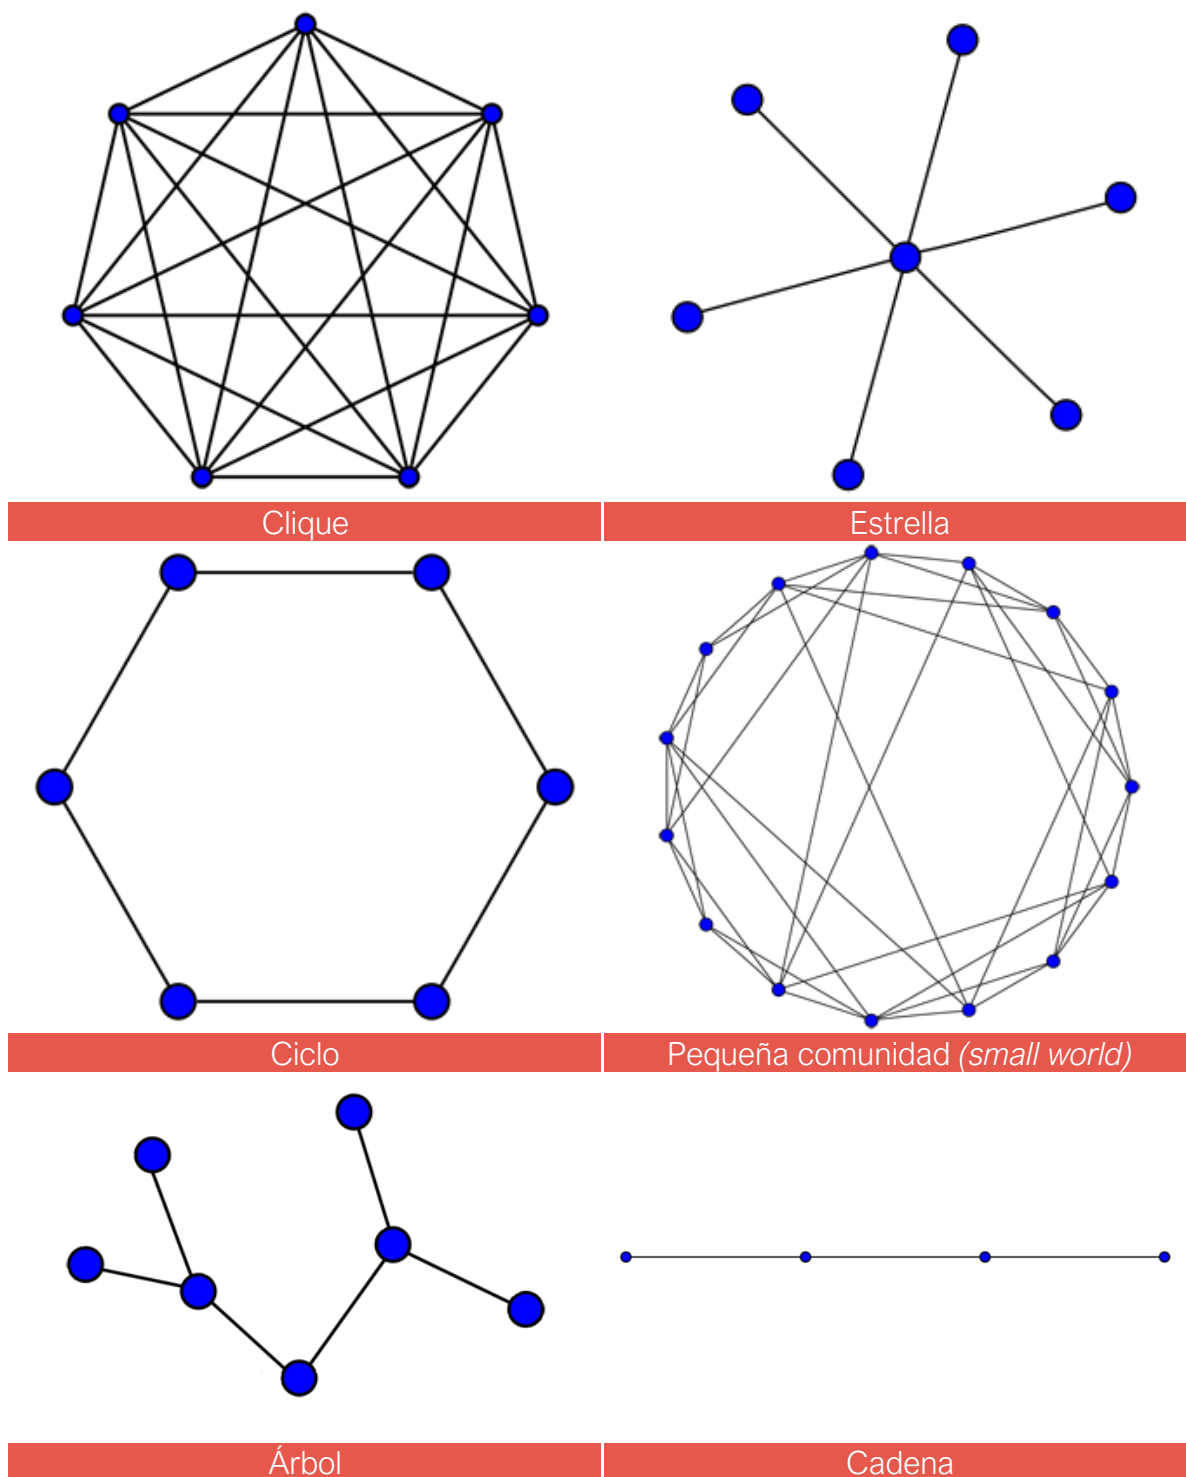 Clique
Estrella
Ciclo
Pequeña comunidad (small world)
Árbol
Cadena